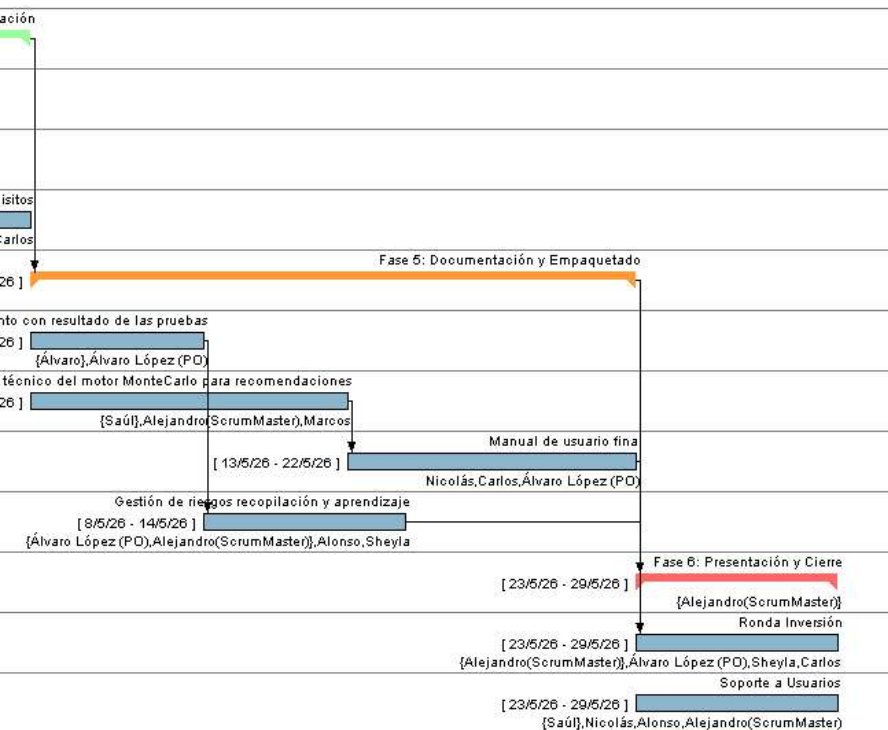 ación
isitos
Carlos
Fase 5: Documentación y Empaquetado
26 ]
nto con resultado de las pruebas
26 ]
{Álvaro},Álvaro López (PO)
técnico del motor MonteCarlo para recomendaciones
26 ]
{Saúl},Alejandro(ScrumMaster),Marcos
Manual de usuario fina
[ 13/5/26 - 22/5/26 ]
Nicolás,Carlos,Álvaro López (PO)
Gestión de riesgos recopilación y aprendizaje
[ 8/5/26 - 14/5/26 ]
{Álvaro López (PO),Alejandro(ScrumMaster)},Alonso,Sheyla
Fase 6: Presentación y Cierre
[ 23/5/26 - 29/5/26 ]
{Alejandro(ScrumMaster)}
Ronda Inversión
[ 23/5/26 - 29/5/26 ]
{Alejandro(ScrumMaster)},Álvaro López (PO),Sheyla,Carlos
Soporte a Usuarios
[ 23/5/26 - 29/5/26 ]
{Saúl},Nicolás,Alonso,Alejandro(ScrumMaster)